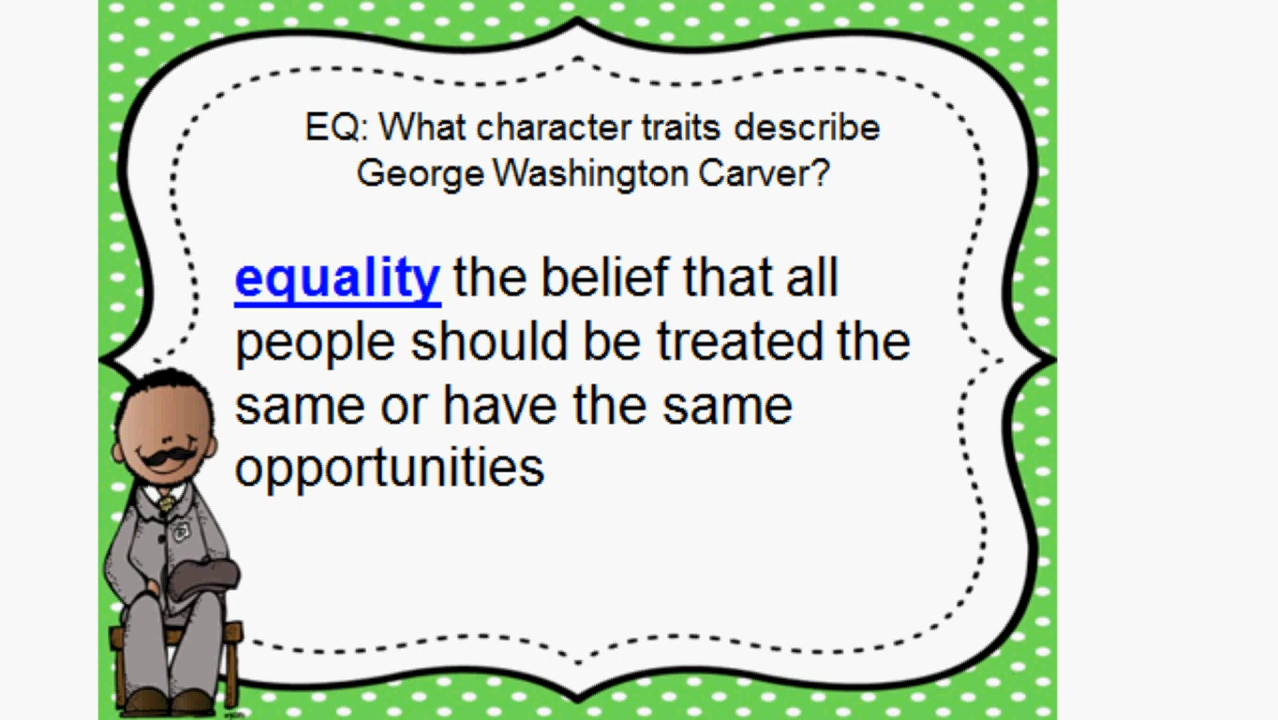 EQ: What character traits describe
George Washington Carver?
equality the belief that all
people should be treated the
same or have the same
opportunities